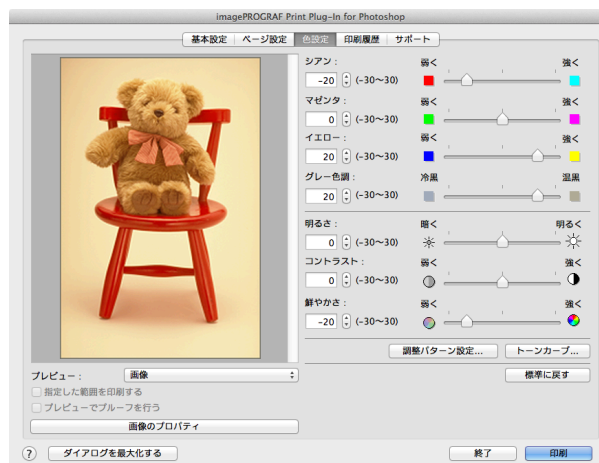 imagePROGRAF Print Plug-In for Photoshop
基本設定 ページ設定 色設定 印刷履歴 サポート
シアン： 弱く 強く
-20 (-30〜30)
マゼンタ： 弱く 強く
0 (-30〜30)
イエロー： 弱く 強く
20 (-30〜30)
グレー色調： 冷黒 温黒
20 (-30〜30)
明るさ： 暗く 明るく
0 (-30〜30)
コントラスト： 弱く 強く
0 (-30〜30)
鮮やかさ： 弱く 強く
-20 (-30〜30)
調整パターン設定... トーンカーブ...
プレビュー： 画像 標準に戻す
指定した範囲を印刷する
プレビューでプルーフを行う
画像のプロパティ
? ダイアログを最大化する 終了 印刷